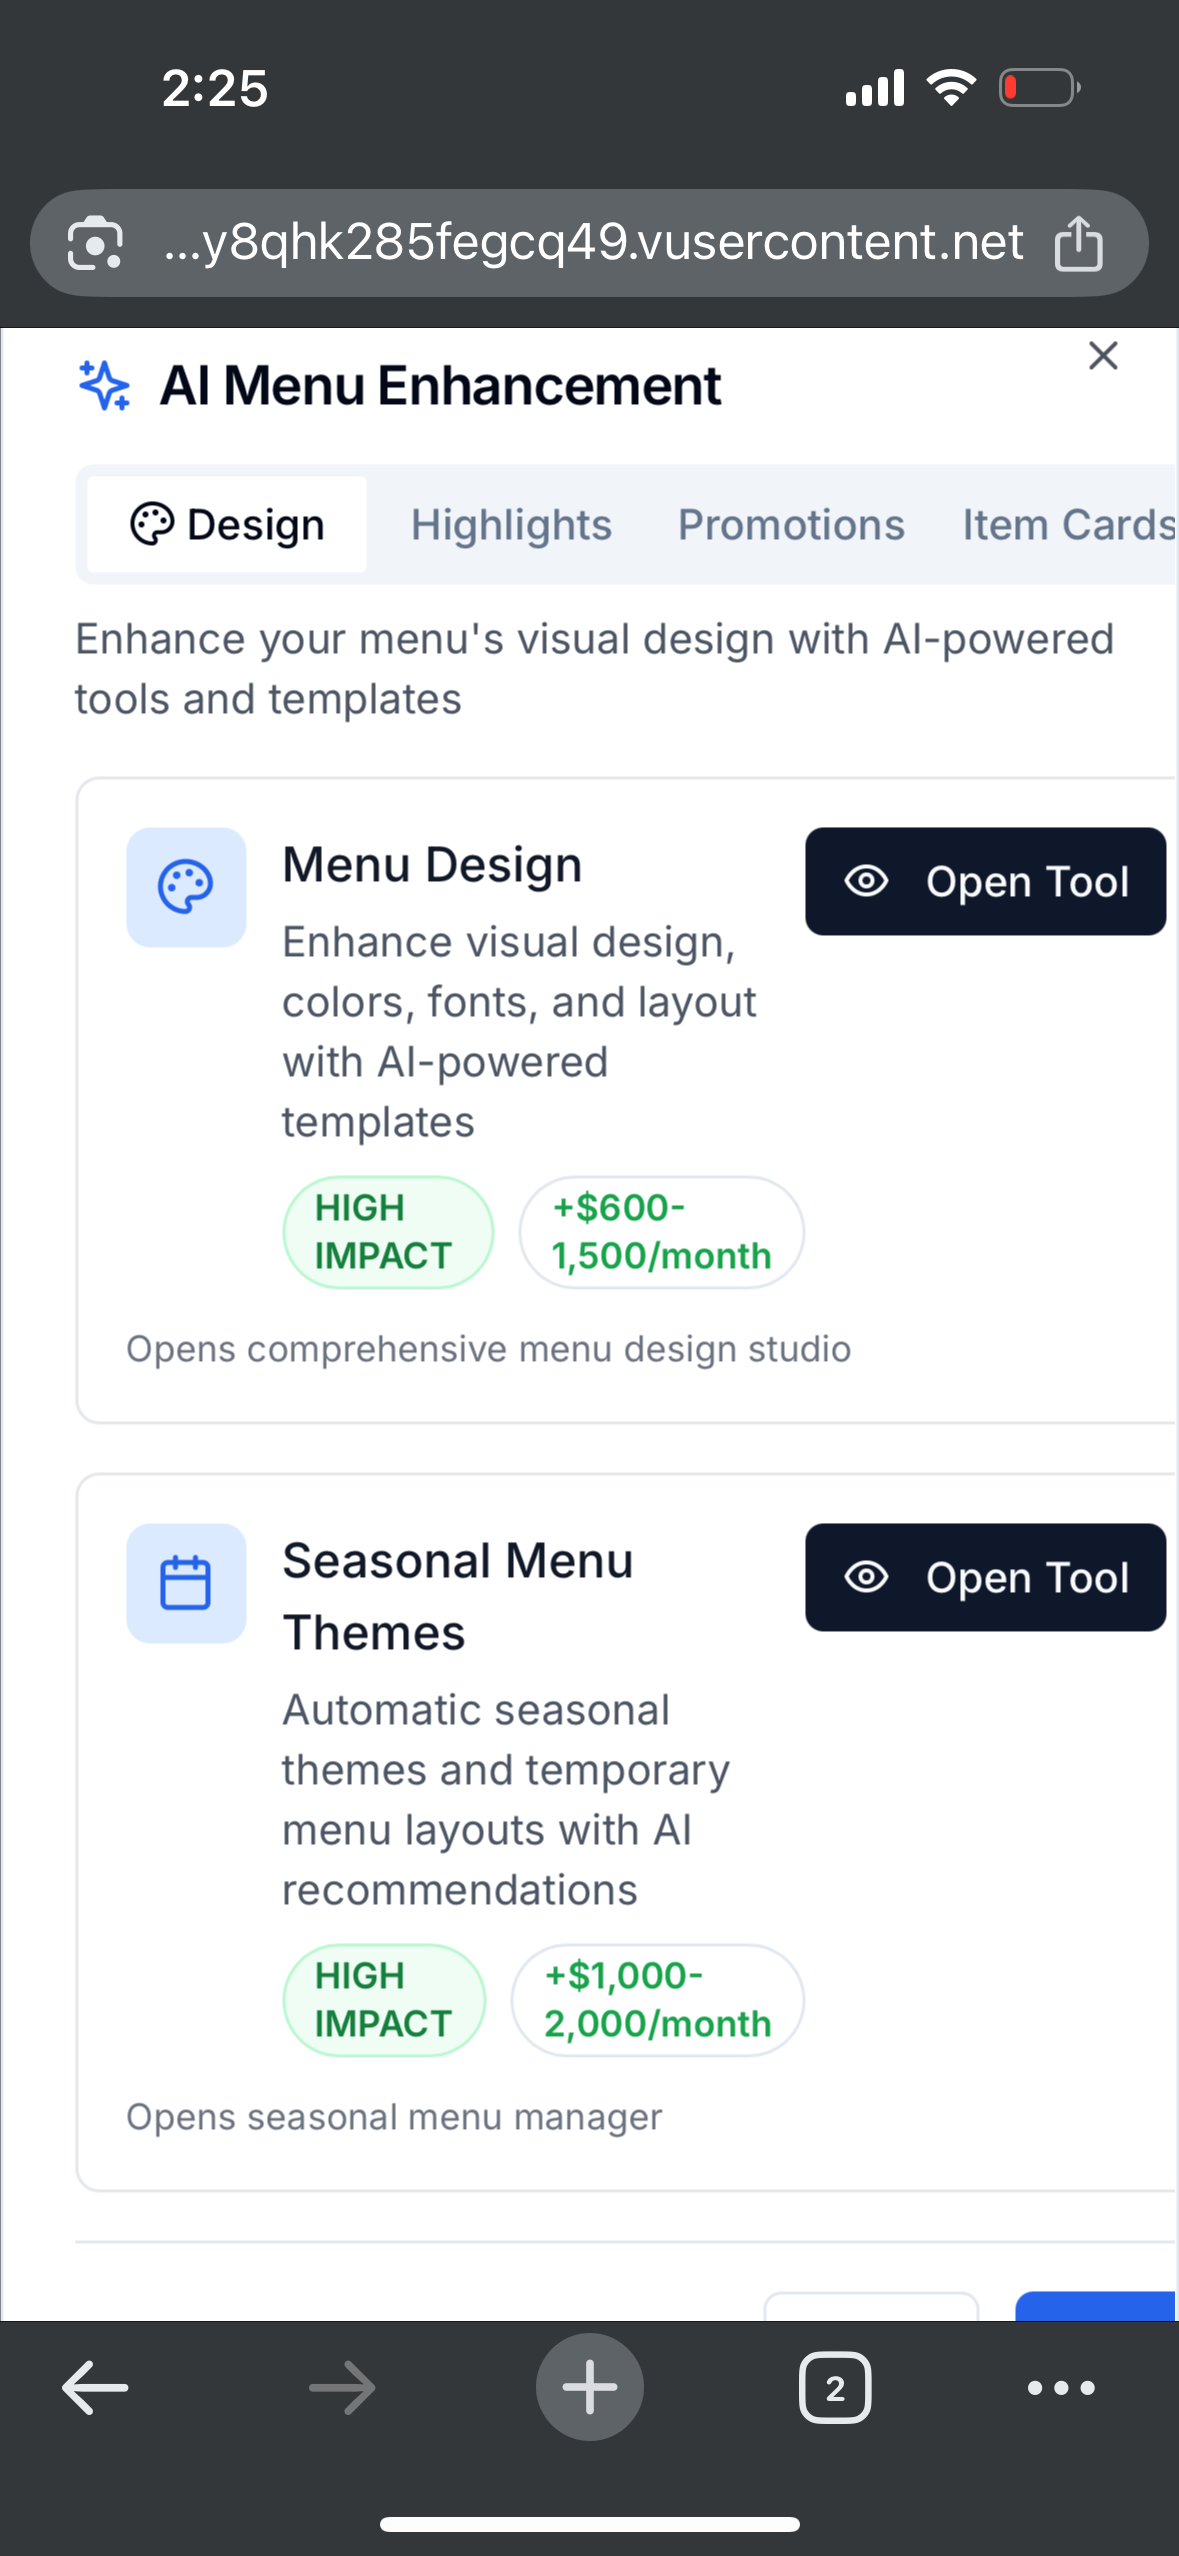 2:25
...y8qhk285fegcq49.vusercontent.net
AI Menu Enhancement
Design
Highlights
Promotions
Item Cards
Enhance your menu's visual design with AI-powered
tools and templates
Menu Design
Open Tool
Enhance visual design,
colors, fonts, and layout
with AI-powered
templates
HIGH
IMPACT
+$600-
1,500/month
Opens comprehensive menu design studio
Seasonal Menu
Themes
Open Tool
Automatic seasonal
themes and temporary
menu layouts with AI
recommendations
HIGH
IMPACT
+$1,000-
2,000/month
Opens seasonal menu manager
2